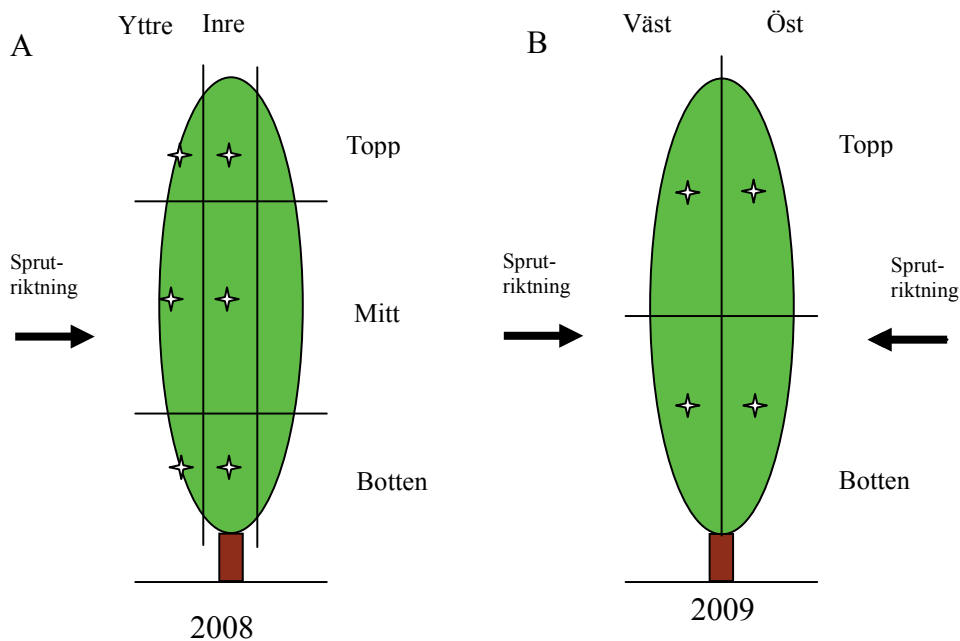 A
Yttre Inre
Topp
Sprut-
riktning
Mitt
Botten
2008
B
Väst Öst
Topp
Sprut-
riktning
Sprut-
riktning
Botten
2009